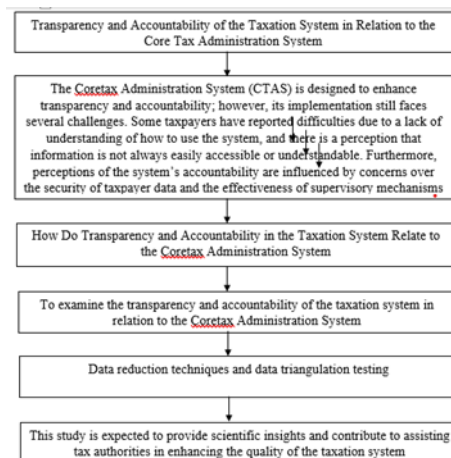 Transparency and Accountability of the Taxation System in Relation to the
Core Tax Administration System
The Coretax Administration System (CTAS) is designed to enhance
transparency and accountability; however, its implementation still faces
several challenges. Some taxpayers have reported difficulties due to a lack of
understanding of how to use the system, and there is a perception that
information is not always easily accessible or understandable. Furthermore,
perceptions of the system's accountability are influenced by concerns over
the security of taxpayer data and the effectiveness of supervisory mechanisms
How Do Transparency and Accountability in the Taxation System Relate to
the Coretax Administration System
To examine the transparency and accountability of the taxation system in
relation to the Coretax Administration System
Data reduction techniques and data triangulation testing
This study is expected to provide scientific insights and contribute to assisting
tax authorities in enhancing the quality of the taxation system